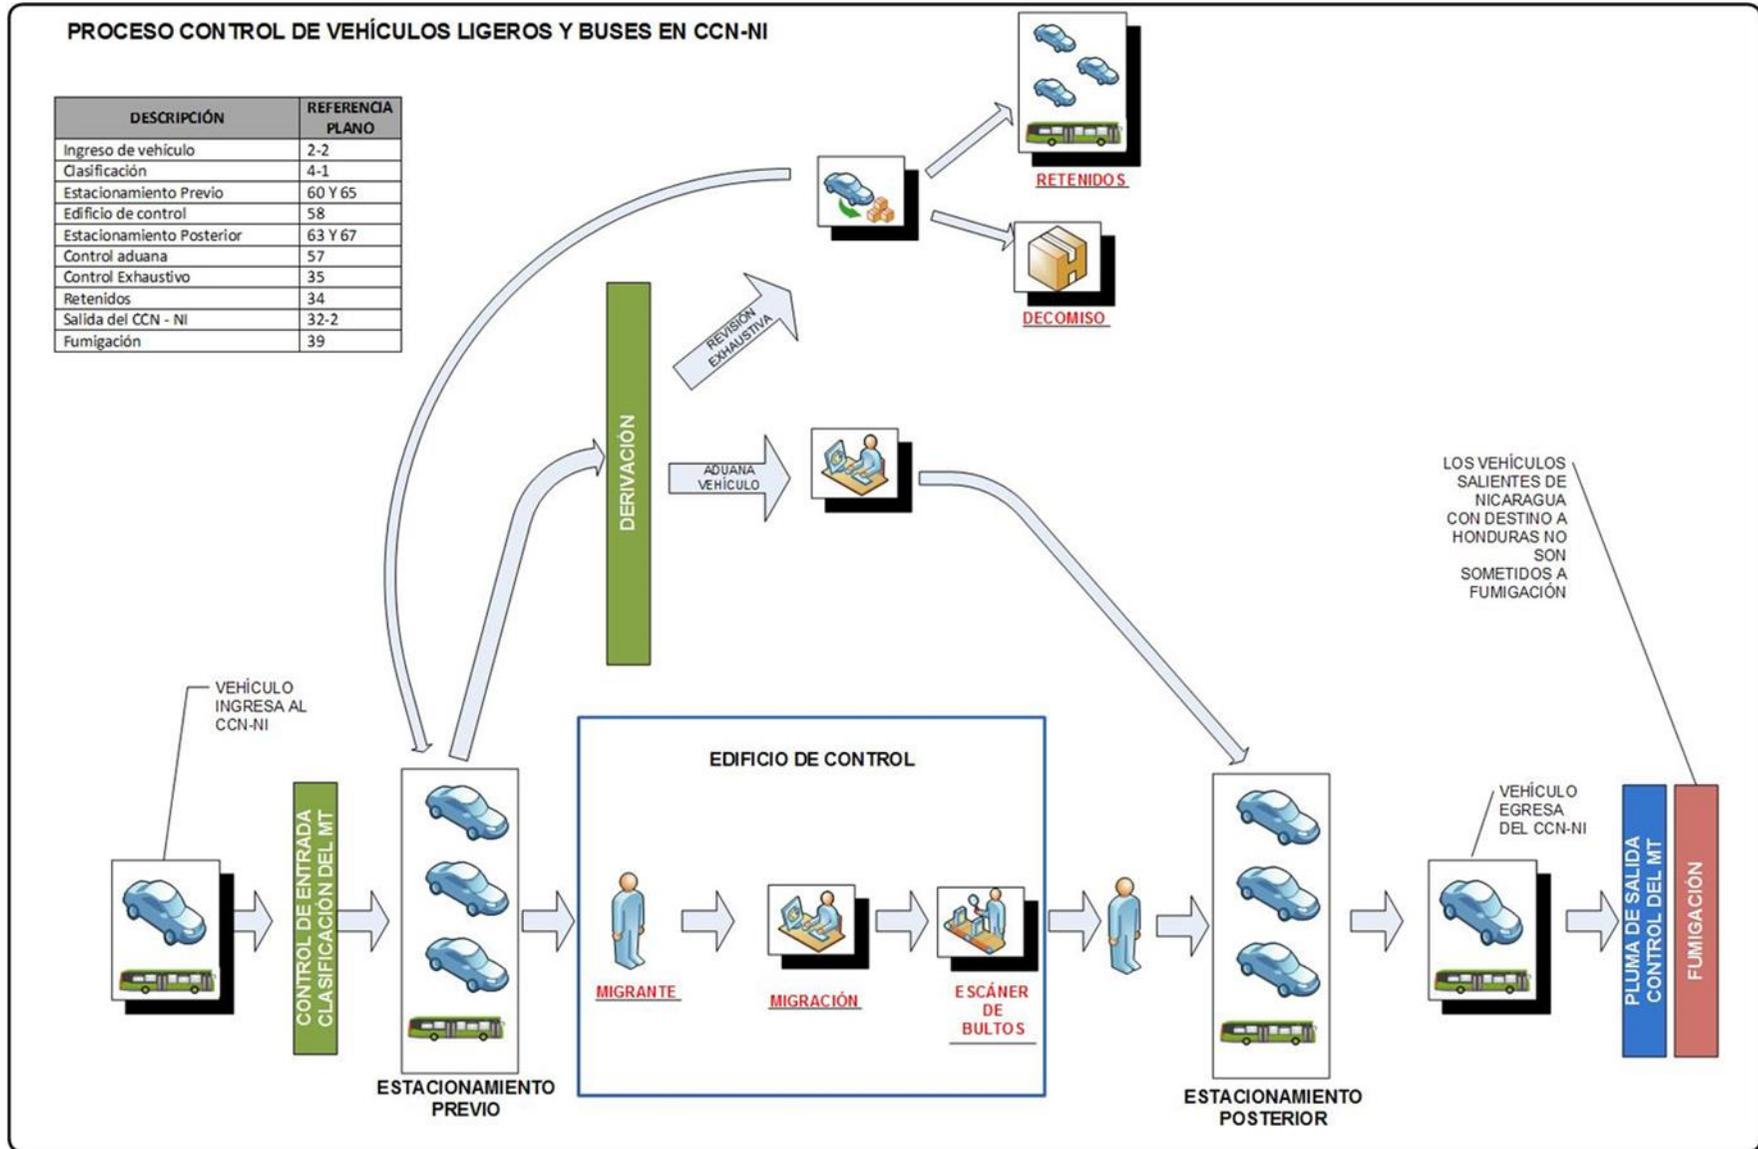 PROCESO CONTROL DE VEHÍCULOS LIGEROS Y BUSES EN CCN-NI
DESCRIPCIÓN REFERENCIA PLANO
Ingreso de vehículo 2-2
Clasificación 4-1
Estacionamiento Previo 60 Y 65
Edificio de control 58
Estacionamiento Posterior 63 Y 67
Control aduana 57
Control Exhaustivo 35
Retenidos 34
Salida del CCN - NI 32-2
Fumigación 39
RETENIDOS
DECOMISO
REVISIÓN
EXHAUSTIVA
DERIVACIÓN
ADUANA
VEHÍCULO
LOS VEHÍCULOS
SALIENTES DE
NICARAGUA
CON DESTINO A
HONDURAS NO
SON
SOMETIDOS A
FUMIGACIÓN
VEHÍCULO
INGRESA AL
CCN-NI
CONTROL DE ENTRADA
CLASIFICACIÓN DEL MT
ESTACIONAMIENTO
PREVIO
EDIFICIO DE CONTROL
MIGRANTE
MIGRACIÓN
ESCÁNER
DE
BULTOS
ESTACIONAMIENTO
POSTERIOR
VEHÍCULO
EGRESA
DEL CCN-NI
PLUMA DE SALIDA
CONTROL DEL MT
FUMIGACIÓN